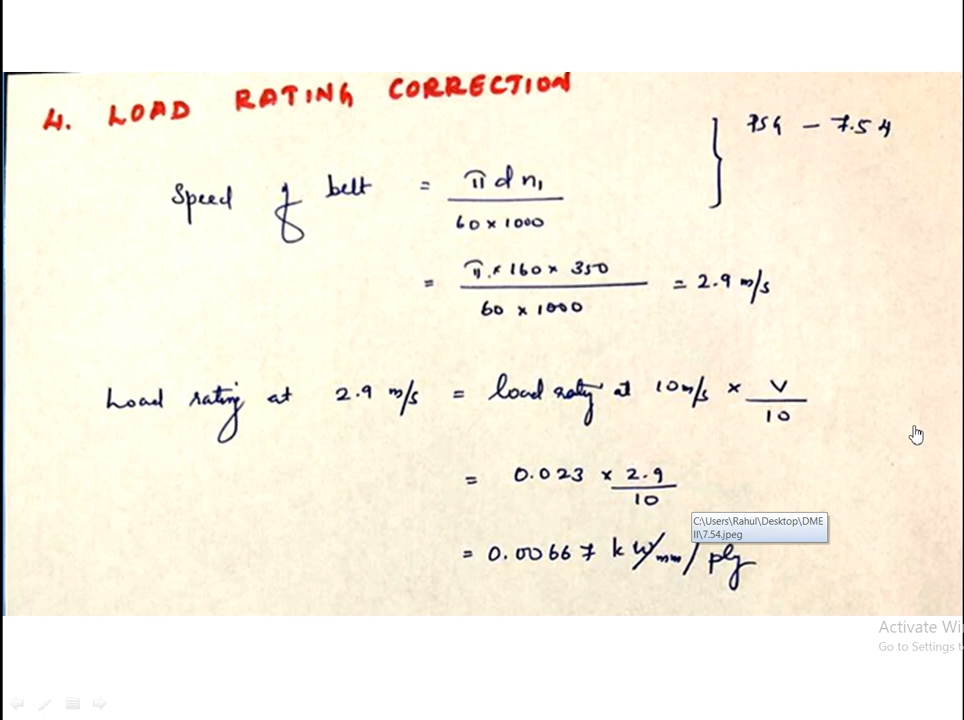 4. LOAD RATING CORRECTION
PSG - 7.54
Speed of belt = π d n₁ / 60 x 1000
= π x 160 x 350 / 60 x 1000 = 2.9 m/s
Load rating at 2.9 m/s = load rating at 10 m/s x V / 10
= 0.023 x 2.9 / 10
C:\Users\Rahul\Desktop\DME
II\7.54.jpeg
= 0.00667 kW/mm/ply
Activate Wi
Go to Settings t